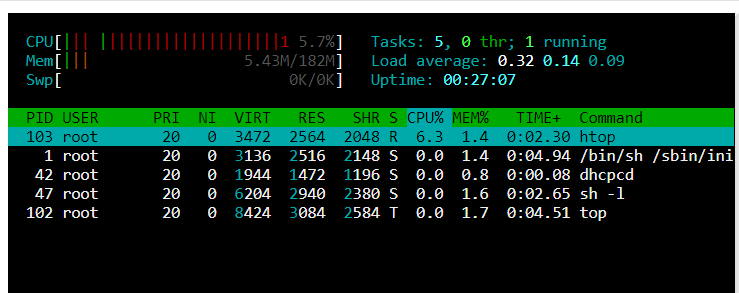 CPU[||| ||||||||||||||||||||1 5.7%] Tasks: 5, 0 thr; 1 running
Mem[||| 5.43M/182M] Load average: 0.32 0.14 0.09
Swp[ 0K/0K] Uptime: 00:27:07
PID USER PRI NI VIRT RES SHR S CPU% MEM% TIME+ Command
103 root 20 0 3472 2564 2048 R 6.3 1.4 0:02.30 htop
1 root 20 0 3136 2516 2148 S 0.0 1.4 0:04.94 /bin/sh /sbin/ini
42 root 20 0 1944 1472 1196 S 0.0 0.8 0:00.08 dhcpcd
47 root 20 0 6204 2940 2380 S 0.0 1.6 0:02.65 sh -l
102 root 20 0 8424 3084 2584 T 0.0 1.7 0:04.51 top